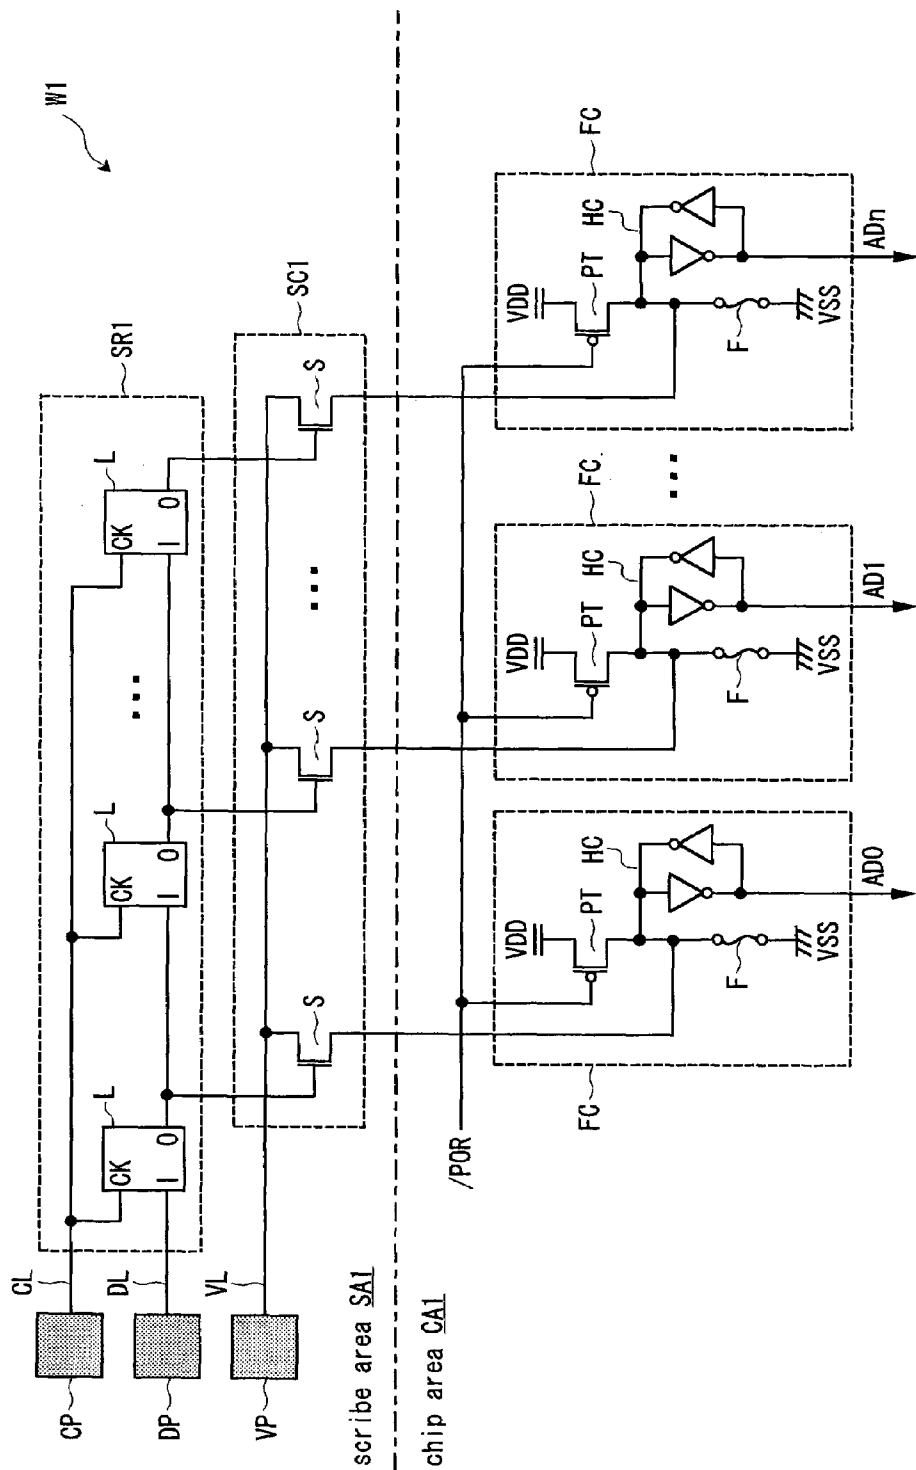 W1
SR1
CL
CP
L
CK
I O
L
CK
I O
L
CK
I O
DL
DP
SC1
VL
VP
S
S
S
scribe area SA1
chip area CA1
/POR
FC
VDD
PT
HC
F
VSS
AD0
FC
VDD
PT
HC
F
VSS
AD1
FC
VDD
PT
HC
F
VSS
ADn